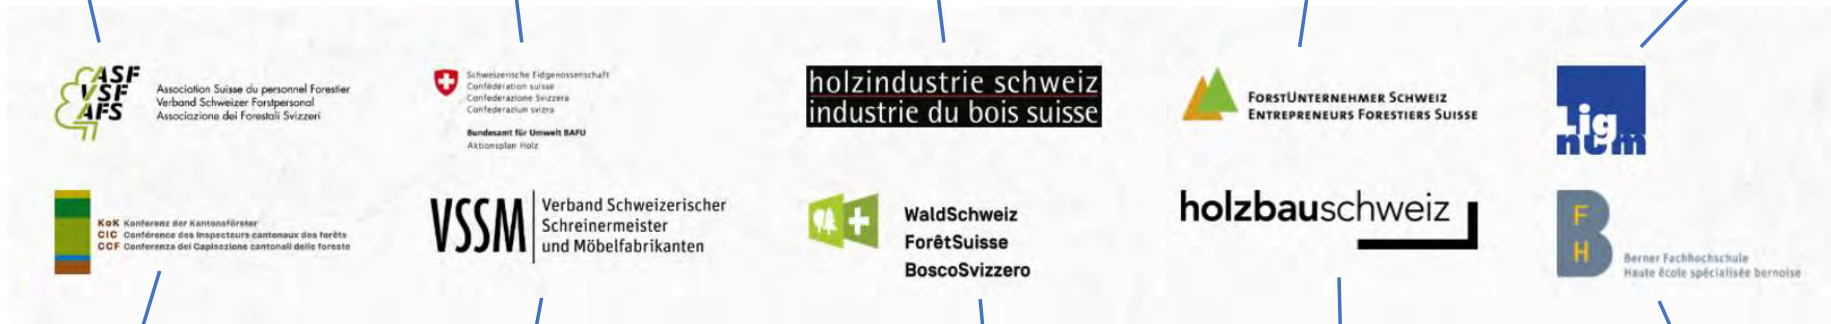 ASF
VSF
AFS
Association Suisse du personnel Forestier
Verband Schweizer Forstpersonal
Associazione dei Forestali Svizzeri
Schweizerische Eidgenossenschaft
Confédération suisse
Confederazione Svizzera
Confederaziun svizra
Bundesamt für Umwelt BAFU
Aktionsplan Holz
holzindustrie schweiz
industrie du bois suisse
ForstUnternehmer Schweiz
Entrepreneurs Forestiers Suisse
Lignum
KoK Konferenz der Kantonsförster
CIC Conférence des inspecteurs cantonaux des forêts
CCF Conferenza dei Capisezione cantonali delle foreste
VSSM
Verband Schweizerischer
Schreinermeister
und Möbelfabrikanten
WaldSchweiz
ForêtSuisse
BoscoSvizzero
holzbauschweiz
BFH
Berner Fachhochschule
Haute école spécialisée bernoise